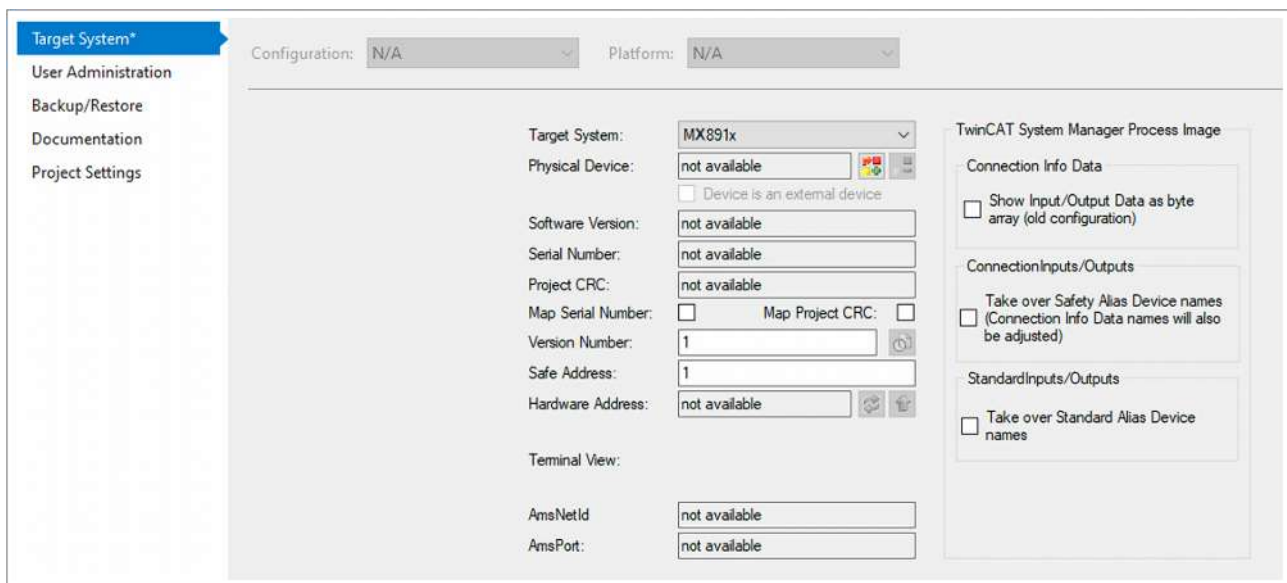 Target System*
User Administration
Backup/Restore
Documentation
Project Settings
Configuration: N/A Platform: N/A
Target System: MX891x
Physical Device: not available
Device is an external device
Software Version: not available
Serial Number: not available
Project CRC: not available
Map Serial Number: Map Project CRC:
Version Number: 1
Safe Address: 1
Hardware Address: not available
Terminal View:
AmsNetId not available
AmsPort: not available
TwinCAT System Manager Process Image
Connection Info Data
Show Input/Output Data as byte
array (old configuration)
ConnectionInputs/Outputs
Take over Safety Alias Device names
(Connection Info Data names will also
be adjusted)
StandardInputs/Outputs
Take over Standard Alias Device
names